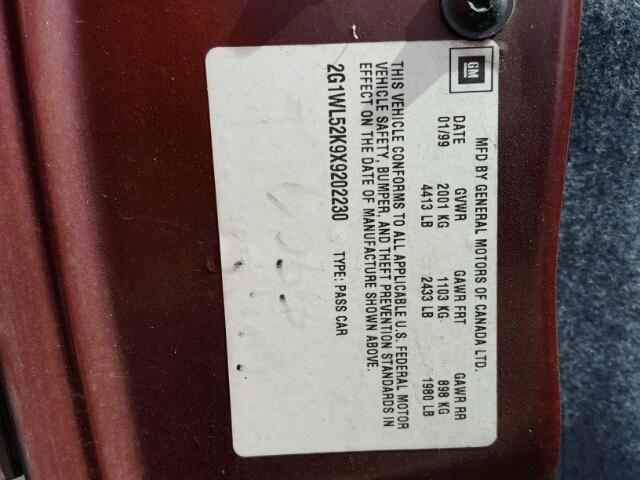 GM
MFD BY GENERAL MOTORS OF CANADA LTD.
DATE GVWR GAWR FRT GAWR RR
01/99 2001 KG 1103 KG 898 KG
4413 LB 2433 LB 1980 LB
THIS VEHICLE CONFORMS TO ALL APPLICABLE U.S. FEDERAL MOTOR
VEHICLE SAFETY, BUMPER, AND THEFT PREVENTION STANDARDS IN
EFFECT ON THE DATE OF MANUFACTURE SHOWN ABOVE.
2G1WL52K9X9202230 TYPE: PASS CAR